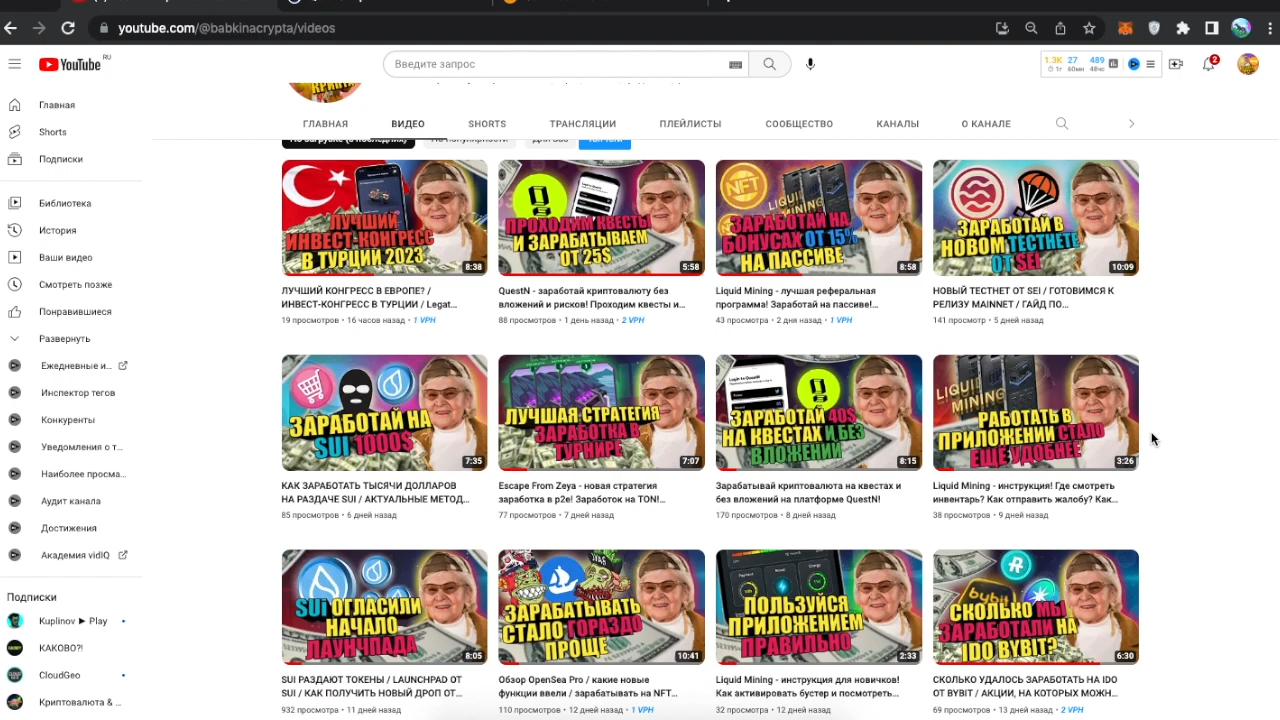 youtube.com/@babkinacrypta/videos
YouTube RU
Введите запрос
1.3K 27 489
1г 60мн 48чс
2
ГЛАВНАЯ ВИДЕО SHORTS ТРАНСЛЯЦИИ ПЛЕЙЛИСТЫ СООБЩЕСТВО КАНАЛЫ О КАНАЛЕ
Главная
Shorts
Подписки
Библиотека
История
Ваши видео
Смотреть позже
Понравившиеся
Развернуть
Ежедневные и...
Инспектор тегов
Конкуренты
Уведомления о т...
Наиболее просма...
Аудит канала
Достижения
Академия vidIQ
Подписки
Kuplinov ► Play
КАКОВО?!
CloudGeo
Криптовалюта & ...
ЛУЧШИЙ
ИНВЕСТ-КОНГРЕСС
В ТУРЦИИ 2023
8:38
ЛУЧШИЙ КОНГРЕСС В ЕВРОПЕ? /
ИНВЕСТ-КОНГРЕСС В ТУРЦИИ / Legat...
19 просмотров • 16 часов назад • 1 VPH
ПРОХОДИМ КВЕСТЫ
И ЗАРАБАТЫВАЕМ
ОТ 25$
5:58
QuestN - заработай криптовалюту без
вложений и рисков! Проходим квесты и...
88 просмотров • 1 день назад • 2 VPH
NFT
LIQUID
MINING
ЗАРАБОТАЙ НА
БОНУСАХ ОТ 15%
НА ПАССИВЕ
8:58
Liquid Mining - лучшая реферальная
программа! Заработай на пассиве!...
43 просмотра • 2 дня назад • 1 VPH
ЗАРАБОТАЙ В
НОВОМ ТЕСТНЕТЕ
ОТ SEI
10:09
НОВЫЙ ТЕСТНЕТ ОТ SEI / ГОТОВИМСЯ К
РЕЛИЗУ MAINNET / ГАЙД ПО...
141 просмотр • 5 дней назад
ЗАРАБОТАЙ НА
SUI 1000$
7:35
КАК ЗАРАБОТАТЬ ТЫСЯЧИ ДОЛЛАРОВ
НА РАЗДАЧЕ SUI / АКТУАЛЬНЫЕ МЕТОД...
85 просмотров • 6 дней назад
ЛУЧШАЯ СТРАТЕГИЯ
ЗАРАБОТКА В
ТУРНИРЕ
7:07
Escape From Zeya - новая стратегия
заработка в p2e! Заработок на TON!...
77 просмотров • 7 дней назад
ЗАРАБОТАЙ 40$
НА КВЕСТАХ И БЕЗ
ВЛОЖЕНИЙ
8:15
Зарабатывай криптовалюта на квестах и
без вложений на платформе QuestN!
170 просмотров • 8 дней назад
LIQUID
MINING
РАБОТАТЬ В
ПРИЛОЖЕНИИ СТАЛО
ЕЩЕ УДОБНЕЕ
3:26
Liquid Mining - инструкция! Где смотреть
инвентарь? Как отправить жалобу? Как...
38 просмотров • 9 дней назад
SUI ОГЛАСИЛИ
НАЧАЛО
ЛАУНЧПАДА
8:05
SUI РАЗДАЮТ ТОКЕНЫ / LAUNCHPAD ОТ
SUI / КАК ПОЛУЧИТЬ НОВЫЙ ДРОП ОТ...
932 просмотра • 11 дней назад
ЗАРАБАТЫВАТЬ
СТАЛО ГОРАЗДО
ПРОЩЕ
10:41
Обзор OpenSea Pro / какие новые
функции ввели / зарабатывать на NFT...
110 просмотров • 12 дней назад • 1 VPH
ПОЛЬЗУЙСЯ
ПРИЛОЖЕНИЕМ
ПРАВИЛЬНО
2:33
Liquid Mining - инструкция для новичков!
Как активировать бустер и посмотреть...
32 просмотра • 12 дней назад
BYBIT
СКОЛЬКО МЫ
ЗАРАБОТАЛИ НА
IDO BYBIT?
6:30
СКОЛЬКО УДАЛОСЬ ЗАРАБОТАТЬ НА IDO
ОТ BYBIT / АКЦИИ, НА КОТОРЫХ МОЖН...
69 просмотров • 13 дней назад • 2 VPH